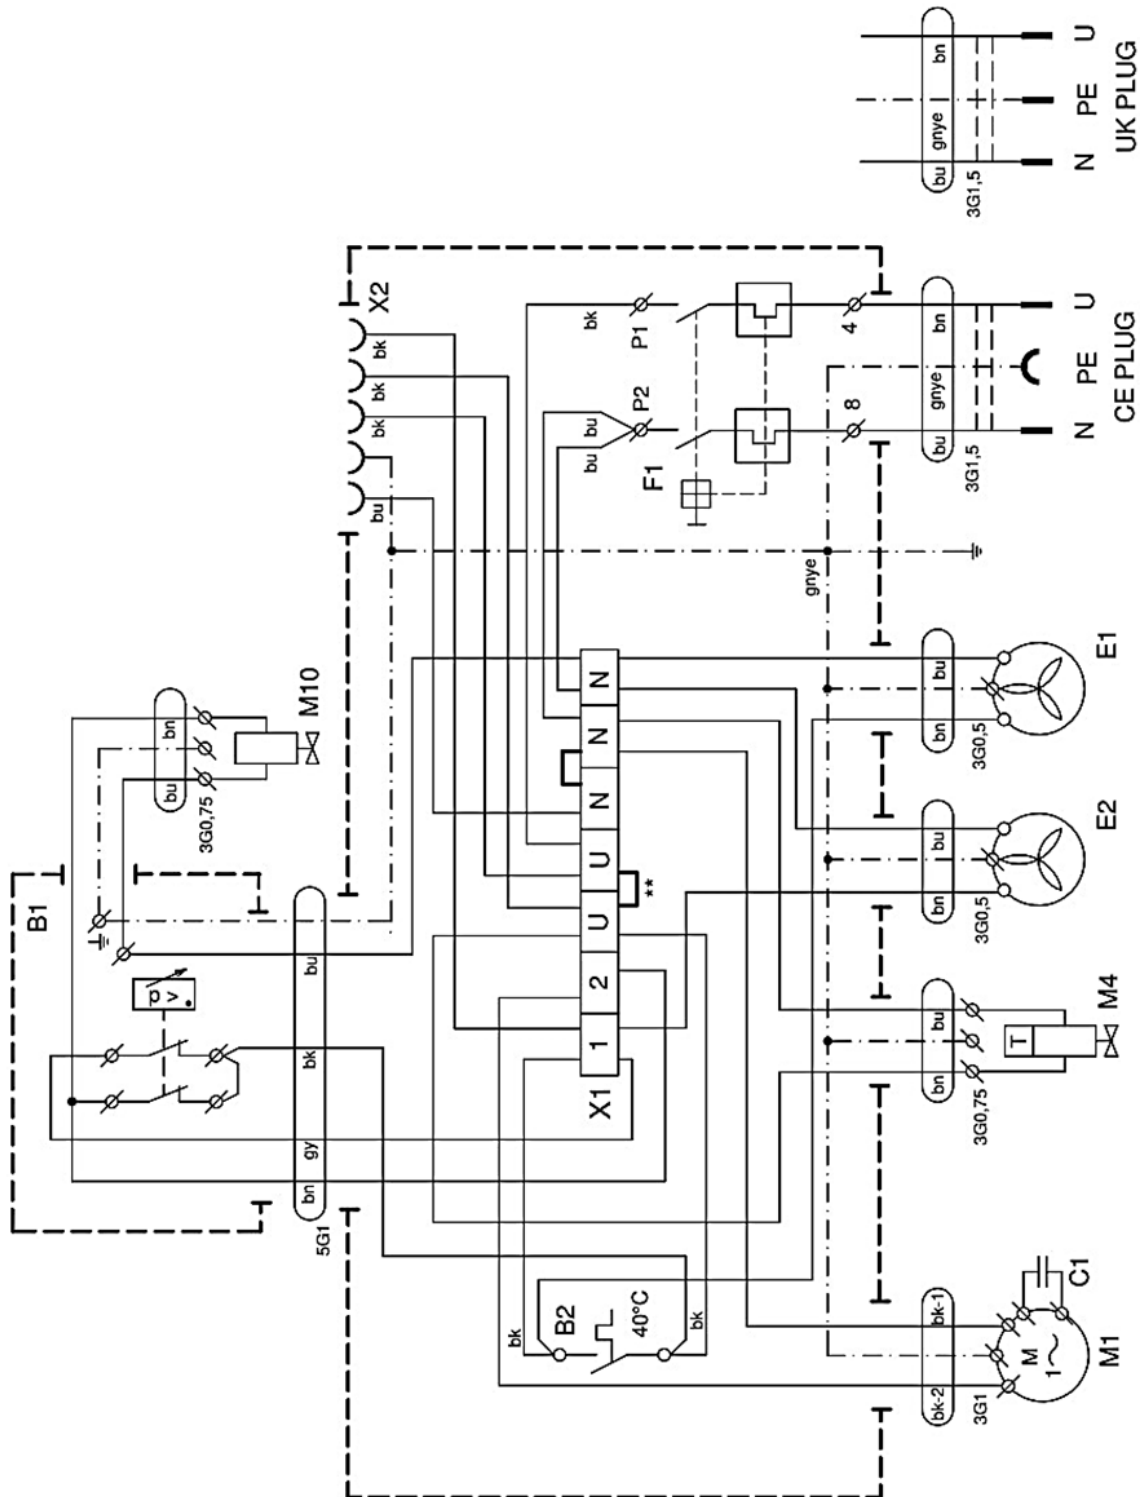 bn
gnye
bu
3G1,5
U
PE
N
UK PLUG
X2
bk
bk
bk
bu
bk
P1
P2
bu
bu
F1
4
8
bn
gnye
bu
3G1,5
U
PE
N
CE PLUG
gnye
M10
bn
bu
3G0,75
B1
p
v
5G1
bu
bk
gy
bn
X1
N
N
N
U
U
2
1
**
bu
bn
3G0,5
E1
bu
bn
3G0,5
E2
bu
bn
3G0,75
T
M4
bk
B2
40°C
bk
bk-1
bk-2
3G1
M
1~
C1
M1